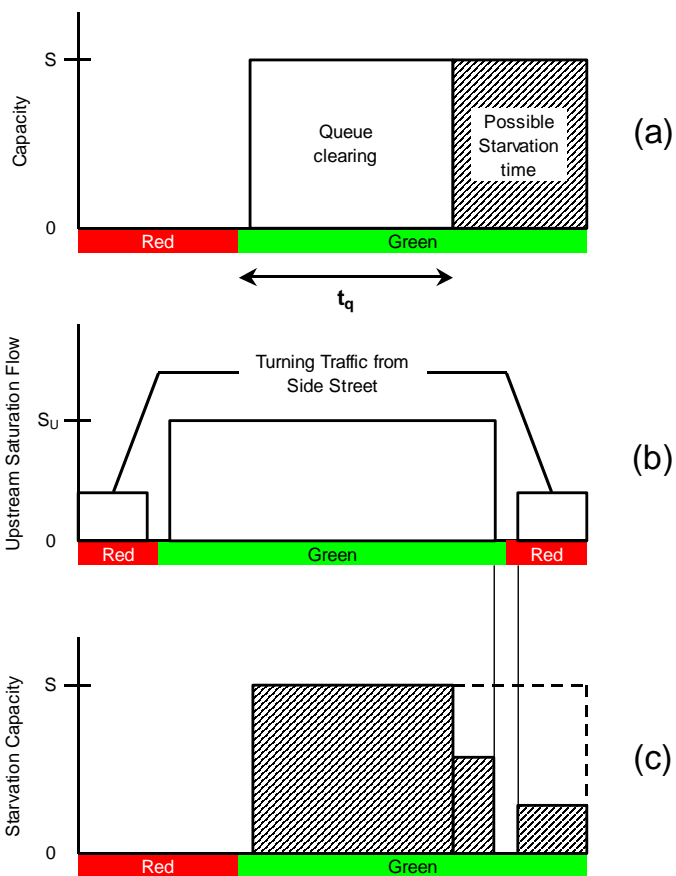 S
Capacity
Queue
clearing
Possible
Starvation
time
(a)
0
Red
Green
tq
Upstream Saturation Flow
Turning Traffic from
Side Street
SU
(b)
0
Red
Green
Red
Starvation Capacity
S
(c)
0
Red
Green